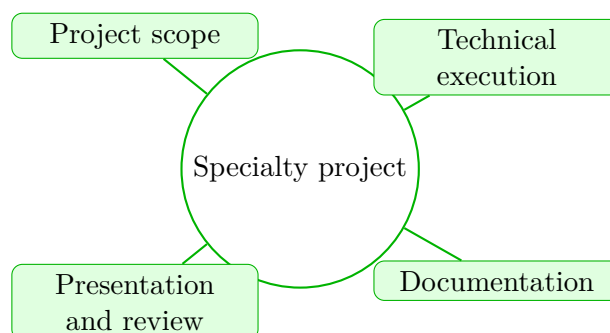 Project scope
Technical
execution
Specialty project
Presentation
and review
Documentation